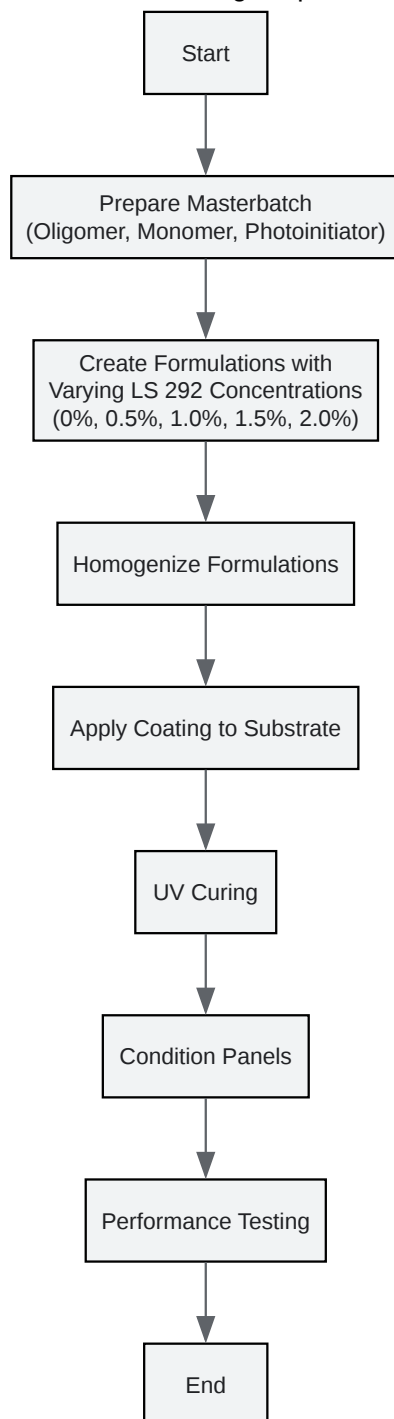 Start
Prepare Masterbatch
(Oligomer, Monomer, Photoinitiator)
Create Formulations with
Varying LS 292 Concentrations
(0%, 0.5%, 1.0%, 1.5%, 2.0%)
Homogenize Formulations
Apply Coating to Substrate
UV Curing
Condition Panels
Performance Testing
End